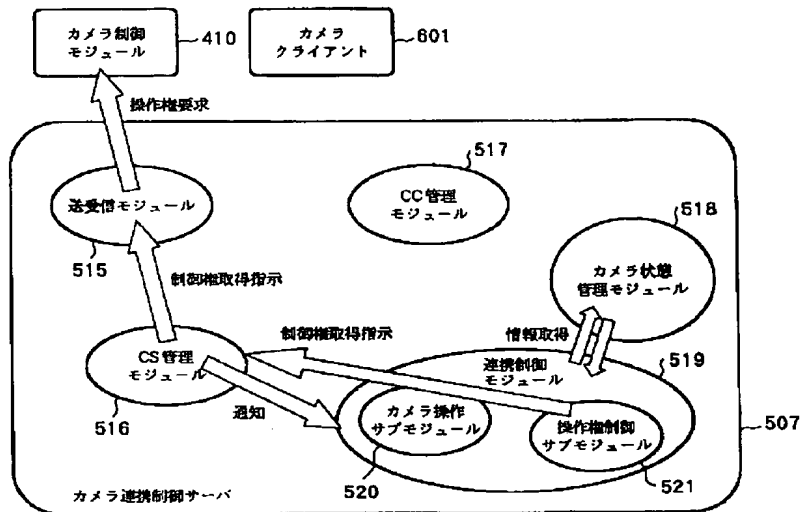 カメラ制御
モジュール
410
カメラ
クライアント
601
操作権要求
送受信モジュール
515
CC管理
モジュール
517
518
カメラ状態
管理モジュール
制御権取得指示
制御権取得指示
情報取得
CS管理
モジュール
516
通知
連携制御
モジュール
519
カメラ操作
サブモジュール
520
操作権制御
サブモジュール
521
507
カメラ連携制御サーバ